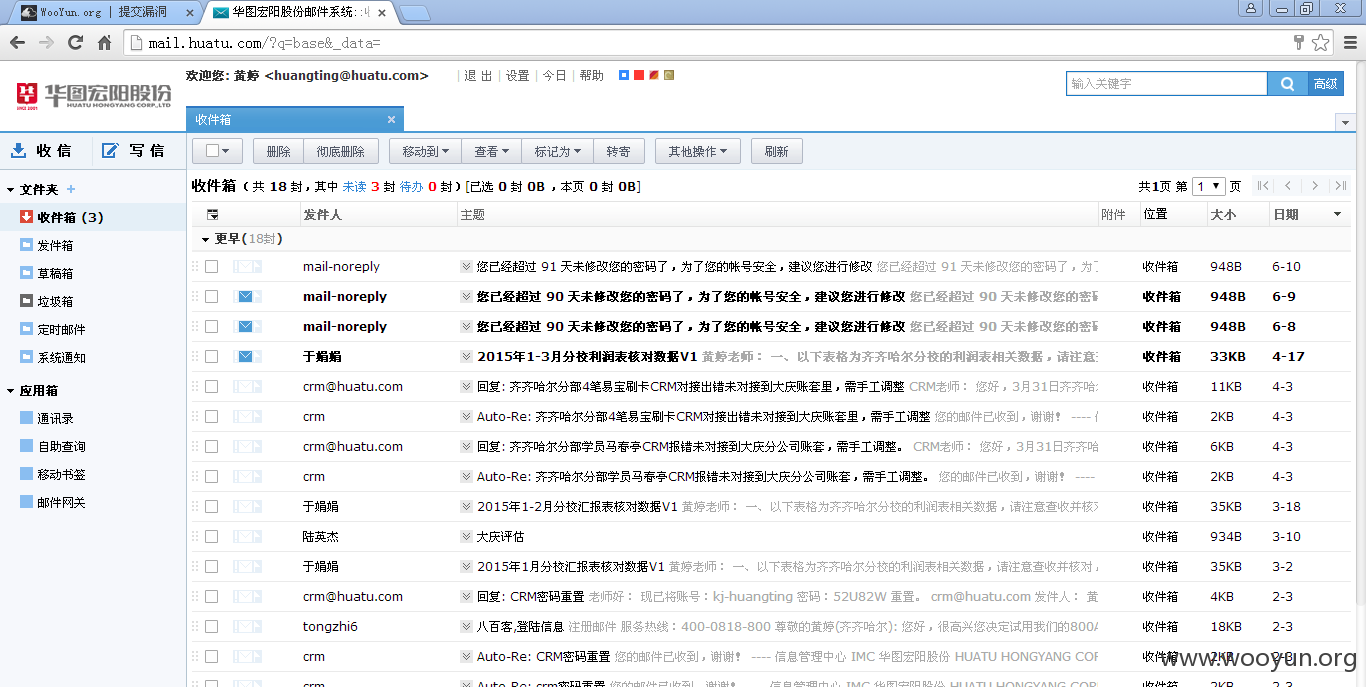 WooYun.org | 提交漏洞
华图宏阳股份邮件系统::
mail.huatu.com/?q=base&_data=
华图宏阳股份
HUATU HONGYANG CORP.,LTD
欢迎您: 黄婷 <huangting@huatu.com>
退 出 | 设置 | 今日 | 帮助
输入关键字
高级
收件箱
收 信
写 信
删除 彻底删除 移动到 查看 标记为 转寄 其他操作 刷新
文件夹
收件箱 (3)
发件箱
草稿箱
垃圾箱
定时邮件
系统通知
应用箱
通讯录
自助查询
移动书签
邮件网关
收件箱 ( 共 18 封 , 其中 未读 3 封 待办 0 封 ) [已选 0 封 0B , 本页 0 封 0B]
共1页 第 1 页
发件人 主题 附件 位置 大小 日期
更早(18封)
mail-noreply 您已经超过 91 天未修改您的密码了，为了您的帐号安全，建议您进行修改 您已经超过 91 天未修改您的密码了，为了 收件箱 948B 6-10
mail-noreply 您已经超过 90 天未修改您的密码了，为了您的帐号安全，建议您进行修改 您已经超过 90 天未修改您的密码 收件箱 948B 6-9
mail-noreply 您已经超过 90 天未修改您的密码了，为了您的帐号安全，建议您进行修改 您已经超过 90 天未修改您的密码 收件箱 948B 6-8
于娟娟 2015年1-3月分校利润表核对数据V1 黄婷老师： 一、以下表格为齐齐哈尔分校的利润表相关数据，请注意查 收件箱 33KB 4-17
crm@huatu.com 回复: 齐齐哈尔分部4笔易宝刷卡CRM对接出错未对接到大庆账套里，需手工调整 CRM老师： 您好，3月31日齐齐哈 收件箱 11KB 4-3
crm Auto-Re: 齐齐哈尔分部4笔易宝刷卡CRM对接出错未对接到大庆账套里，需手工调整 您的邮件已收到，谢谢！ ---- 收件箱 2KB 4-3
crm@huatu.com 回复: 齐齐哈尔分部学员马春亭CRM报错未对接到大庆分公司账套，需手工调整。 CRM老师： 您好，3月31日齐齐哈 收件箱 6KB 4-3
crm Auto-Re: 齐齐哈尔分部学员马春亭CRM报错未对接到大庆分公司账套，需手工调整。 您的邮件已收到，谢谢！ ---- 收件箱 2KB 4-3
于娟娟 2015年1-2月分校汇报表核对数据V1 黄婷老师： 一、以下表格为齐齐哈尔分校的利润表相关数据，请注意查收并核对 收件箱 35KB 3-18
陆英杰 大庆评估 收件箱 934B 3-10
于娟娟 2015年1月分校汇报表核对数据V1 黄婷老师： 一、以下表格为齐齐哈尔分校的利润表相关数据，请注意查收并核对， 收件箱 35KB 3-2
crm@huatu.com 回复: CRM密码重置 老师好： 现已将账号：kj-huangting 密码：52U82W 重置。 crm@huatu.com 发件人： 黄 收件箱 4KB 2-3
tongzhi6 八百客,登陆信息 注册邮件 服务热线：400-0818-800 尊敬的黄婷(齐齐哈尔): 您好，很高兴您决定试用我们的800A 收件箱 18KB 2-3
crm Auto-Re: CRM密码重置 您的邮件已收到，谢谢！ ---- 信息管理中心 IMC 华图宏阳股份 HUATU HONGYANG COR 收件箱 2KB 2-3
crm Auto-Re: crm密码重置 您的邮件已收到，谢谢！ ---- 信息管理中心 IMC 华图宏阳股份 HUATU HONGYANG CORP 收件箱 2KB 2-3
www.wooyun.org